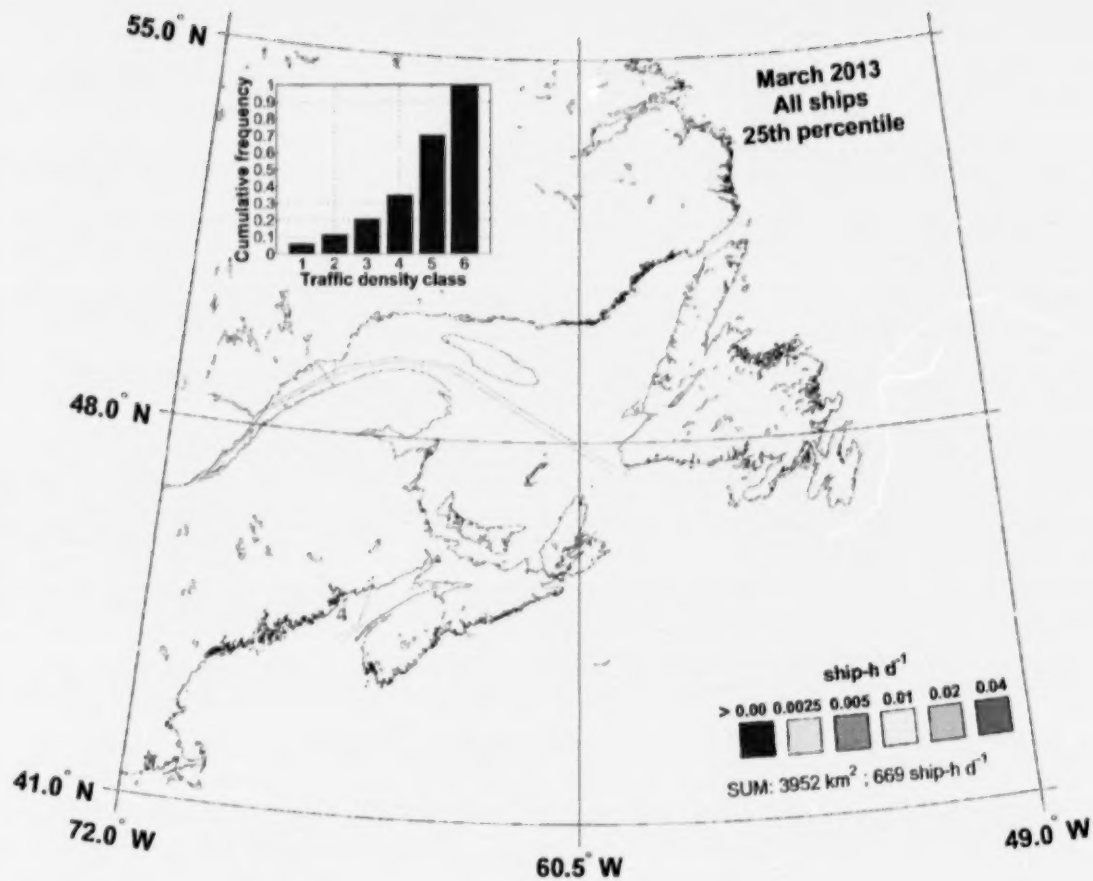 55.0° N
March 2013
All ships
25th percentile
Cumulative frequency
1
0.9
0.8
0.7
0.6
0.5
0.4
0.3
0.2
0.1
0
1 2 3 4 5 6
Traffic density class
48.0° N
4
ship-h d⁻¹
> 0.00 0.0025 0.005 0.01 0.02 0.04
SUM: 3952 km² ; 669 ship-h d⁻¹
41.0° N
72.0° W
60.5° W
49.0° W